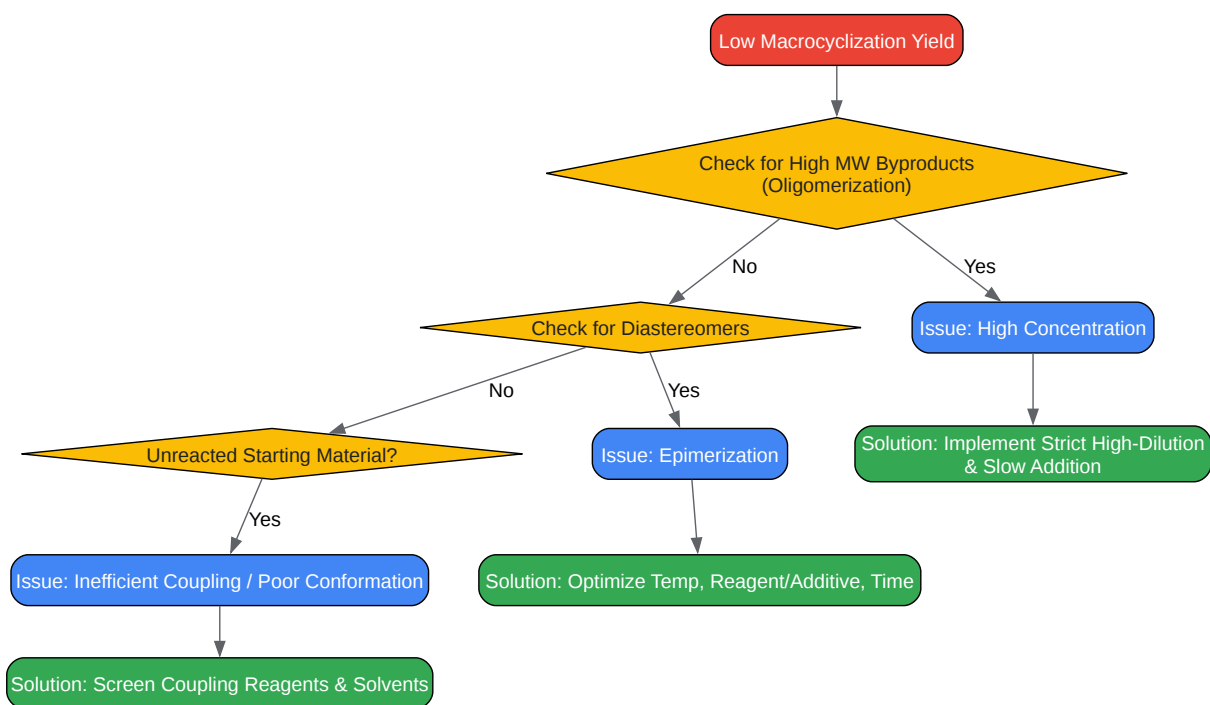 Low Macrocyclization Yield
Check for High MW Byproducts
(Oligomerization)
No
Yes
Check for Diastereomers
Issue: High Concentration
No
Yes
Unreacted Starting Material?
Issue: Epimerization
Solution: Implement Strict High-Dilution
& Slow Addition
Yes
Issue: Inefficient Coupling / Poor Conformation
Solution: Optimize Temp, Reagent/Additive, Time
Solution: Screen Coupling Reagents & Solvents